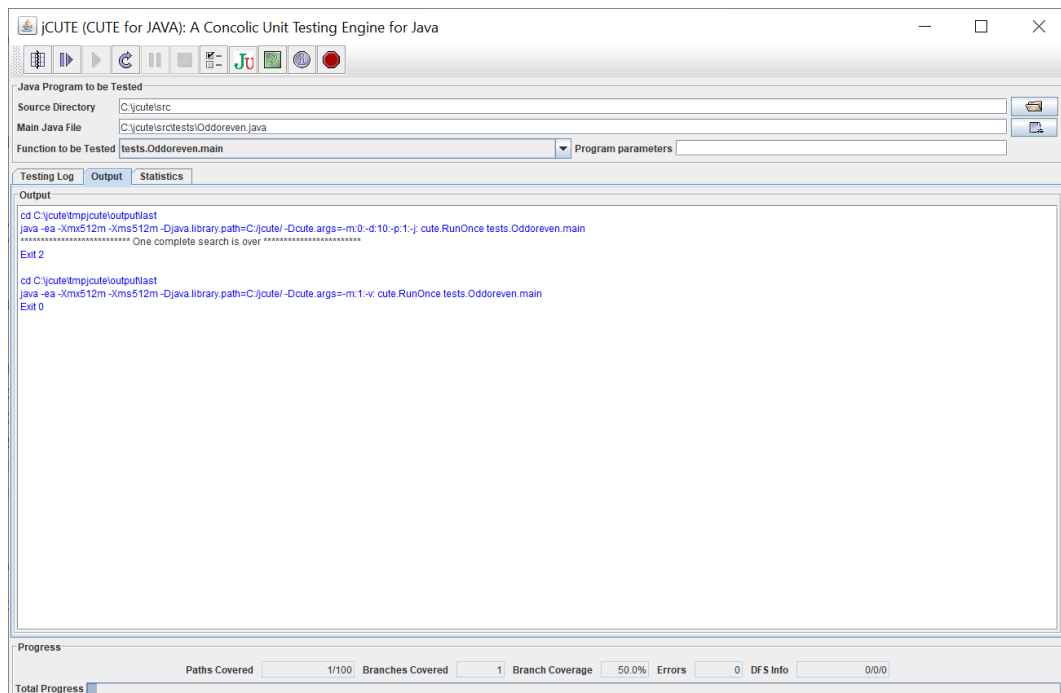 jCUTE (CUTE for JAVA): A Concolic Unit Testing Engine for Java
JU ? i
Java Program to be Tested
Source Directory C:\jcute\src
Main Java File C:\jcute\src\tests\Oddoreven.java
Function to be Tested tests.Oddoreven.main Program parameters
Testing Log Output Statistics
Output
cd C:\jcute\tmpjcute\output\last
java -ea -Xmx512m -Xms512m -Djava.library.path=C:/jcute/ -Dcute.args=-m:0:-d:10:-p:1:-j: cute.RunOnce tests.Oddoreven.main
*************************** One complete search is over ************************
Exit 2
cd C:\jcute\tmpjcute\output\last
java -ea -Xmx512m -Xms512m -Djava.library.path=C:/jcute/ -Dcute.args=-m:1:-v: cute.RunOnce tests.Oddoreven.main
Exit 0
Progress
Paths Covered 1/100 Branches Covered 1 Branch Coverage 50.0% Errors 0 DFS Info 0/0/0
Total Progress